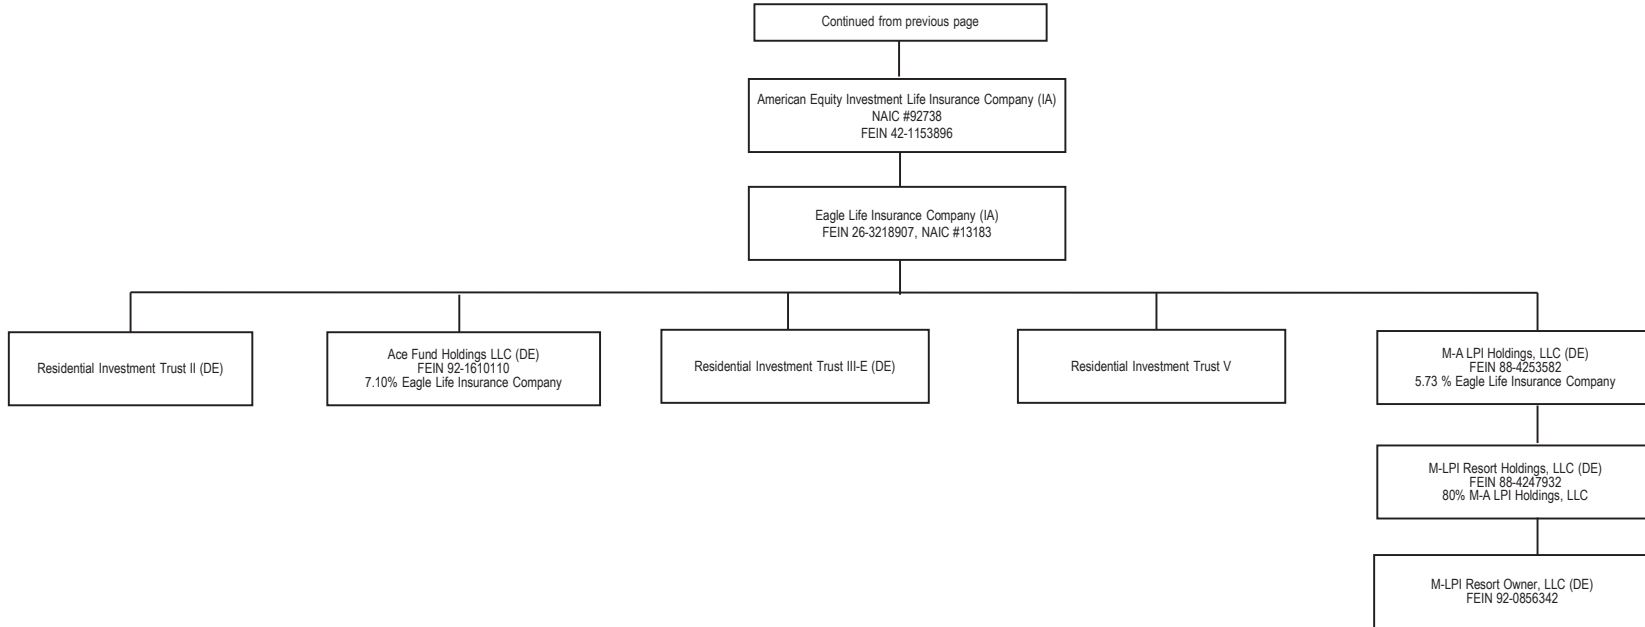 Continued from previous page
American Equity Investment Life Insurance Company (IA)
NAIC #92738
FEIN 42-1153896
Eagle Life Insurance Company (IA)
FEIN 26-3218907, NAIC #13183
Residential Investment Trust II (DE)
Ace Fund Holdings LLC (DE)
FEIN 92-1610110
7.10% Eagle Life Insurance Company
Residential Investment Trust III-E (DE)
Residential Investment Trust V
M-A LPI Holdings, LLC (DE)
FEIN 88-4253582
5.73 % Eagle Life Insurance Company
M-LPI Resort Holdings, LLC (DE)
FEIN 88-4247932
80% M-A LPI Holdings, LLC
M-LPI Resort Owner, LLC (DE)
FEIN 92-0856342